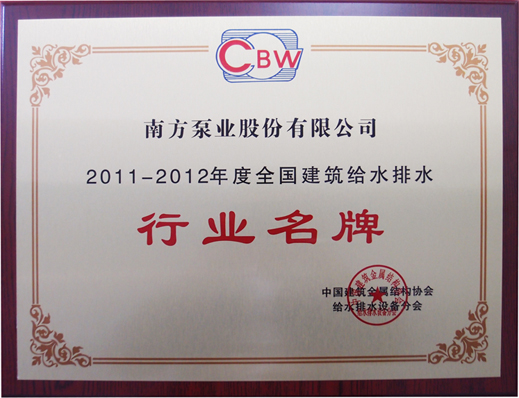 CBW
南方泵业股份有限公司
2011-2012年度全国建筑给水排水
行业名牌
中国建筑金属结构协会
给水排水设备分会